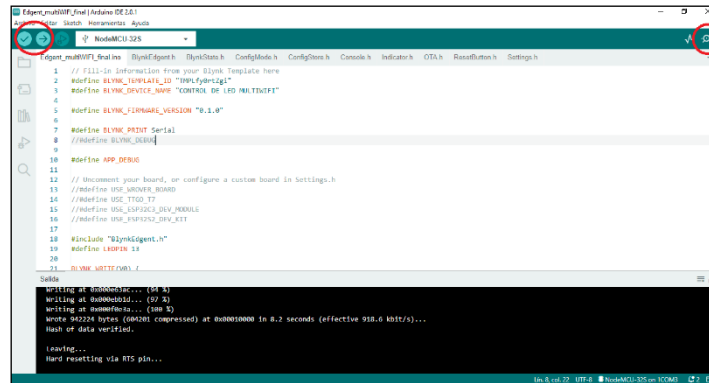 Edgent_multiWIFI_final | Arduino IDE 2.0.1
Archivo Editar Sketch Herramientas Ayuda
NodeMCU-32S
Edgent_multiWIFI_final.ino BlynkEdgent.h BlynkState.h ConfigMode.h ConfigStore.h Console.h Indicator.h OTA.h ResetButton.h Settings.h
1 // Fill-in information from your Blynk Template here
2 #define BLYNK_TEMPLATE_ID "TMPLfy0rtZgi"
3 #define BLYNK_DEVICE_NAME "CONTROL DE LED MULTIWIFI"
4
5 #define BLYNK_FIRMWARE_VERSION "0.1.0"
6
7 #define BLYNK_PRINT Serial
8 //#define BLYNK_DEBUG
9
10 #define APP_DEBUG
11
12 // Uncomment your board, or configure a custom board in Settings.h
13 //#define USE_WROVER_BOARD
14 //#define USE_TTGO_T7
15 //#define USE_ESP32C3_DEV_MODULE
16 //#define USE_ESP32S2_DEV_KIT
17
18 #include "BlynkEdgent.h"
19 #define LEDPIN 13
20
21 BLYNK_WRITE(V0) {
Salida
Writing at 0x000e63ac... (94 %)
Writing at 0x000ebb1d... (97 %)
Writing at 0x000f0e3a... (100 %)
Wrote 942224 bytes (604201 compressed) at 0x00010000 in 8.2 seconds (effective 918.6 kbit/s)...
Hash of data verified.
Leaving...
Hard resetting via RTS pin...
Lín. 8, col. 22 UTF-8 NodeMCU-32S on COM3 2